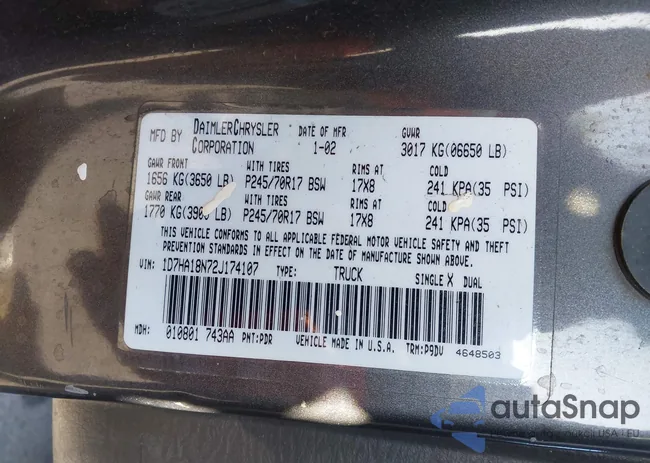 MFD BY DAIMLERCHRYSLER CORPORATION DATE OF MFR 1-02 GVWR 3017 KG(06650 LB)
GAWR FRONT WITH TIRES RIMS AT COLD
1656 KG(3650 LB) P245/70R17 BSW 17X8 241 KPA(35 PSI)
GAWR REAR WITH TIRES RIMS AT COLD
1770 KG(3900 LB) P245/70R17 BSW 17X8 241 KPA(35 PSI)
THIS VEHICLE CONFORMS TO ALL APPLICABLE FEDERAL MOTOR VEHICLE SAFETY AND THEFT
PREVENTION STANDARDS IN EFFECT ON THE DATE OF MANUFACTURE SHOWN ABOVE.
VIN: 1D7HA18N72J174107 TYPE: TRUCK SINGLE X DUAL
MDH: 010801 743AA PNT:PDR VEHICLE MADE IN U.S.A. TRM:P9DV 4648503
autaSnap
USA - EU